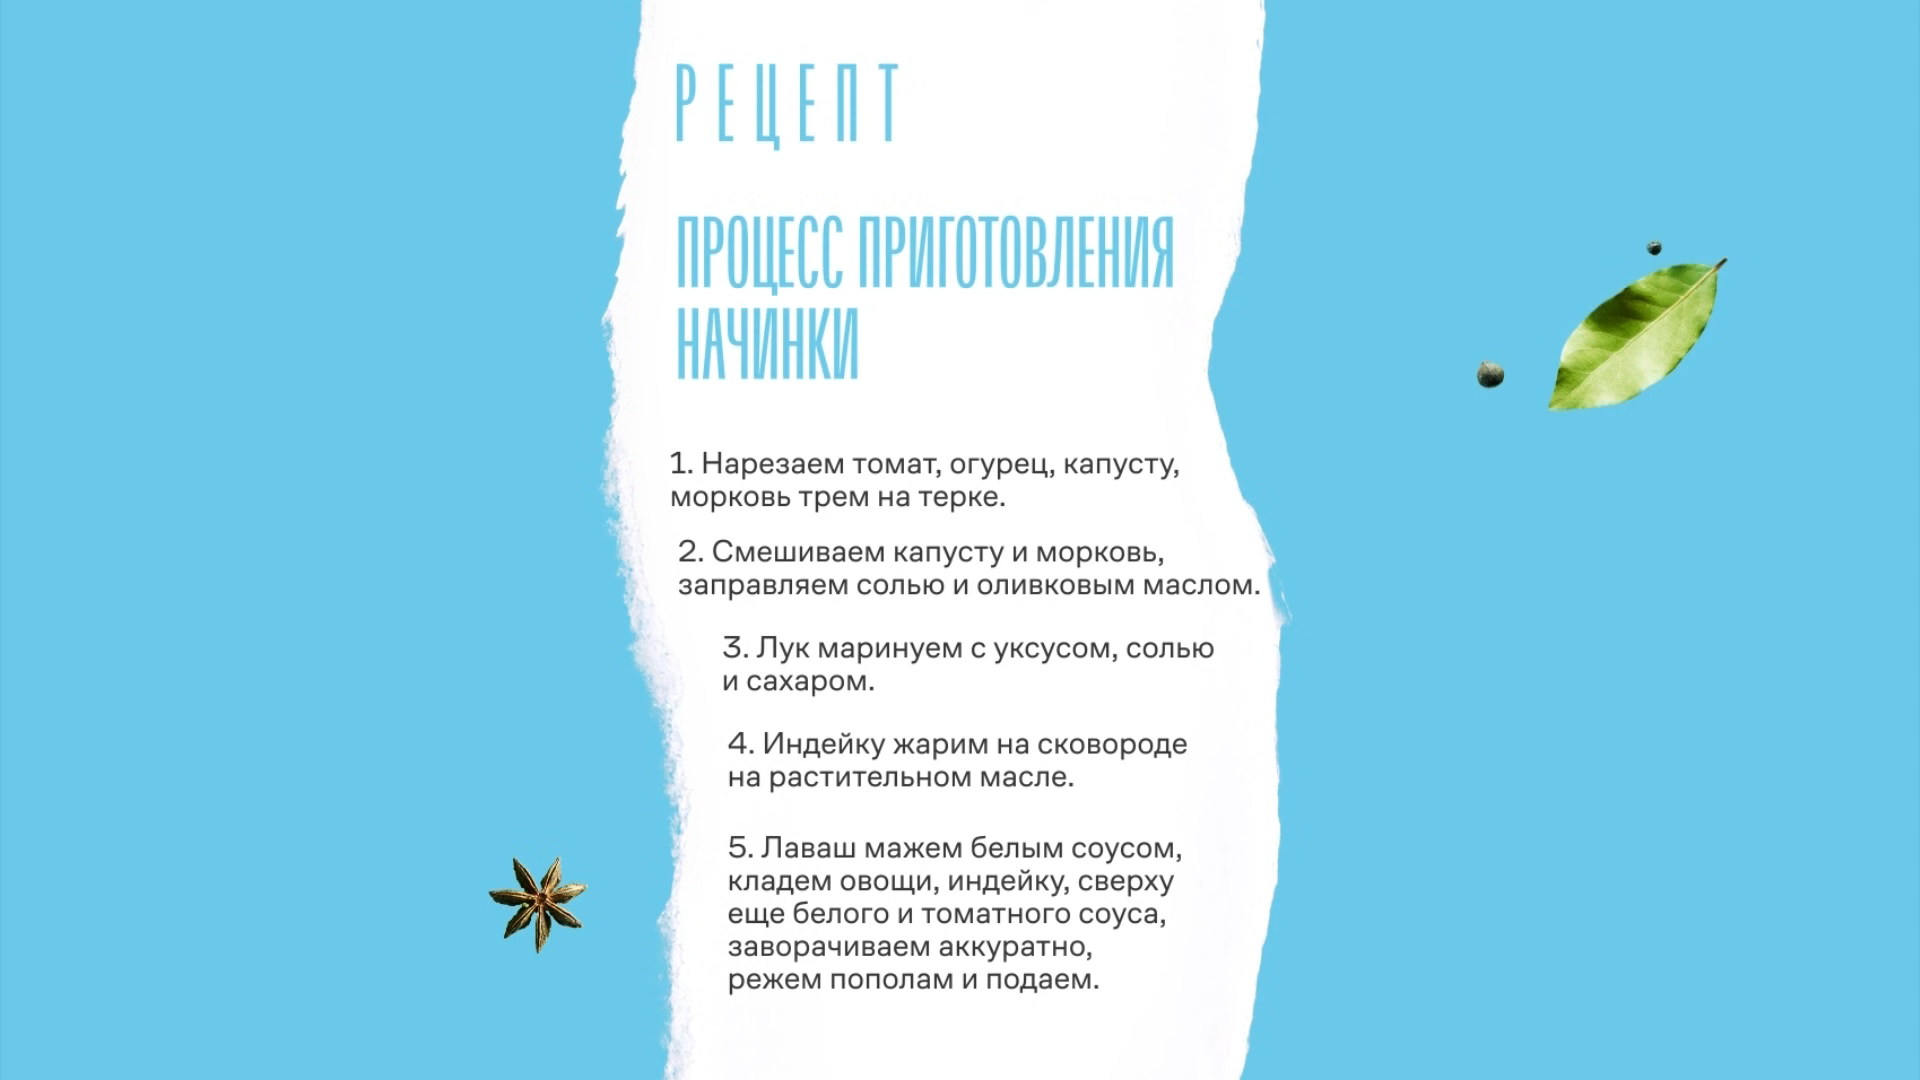 РЕЦЕПТ
ПРОЦЕСС ПРИГОТОВЛЕНИЯ
НАЧИНКИ
1. Нарезаем томат, огурец, капусту,
морковь трем на терке.
2. Смешиваем капусту и морковь,
заправляем солью и оливковым маслом.
3. Лук маринуем с уксусом, солью
и сахаром.
4. Индейку жарим на сковороде
на растительном масле.
5. Лаваш мажем белым соусом,
кладем овощи, индейку, сверху
еще белого и томатного соуса,
заворачиваем аккуратно,
режем пополам и подаем.